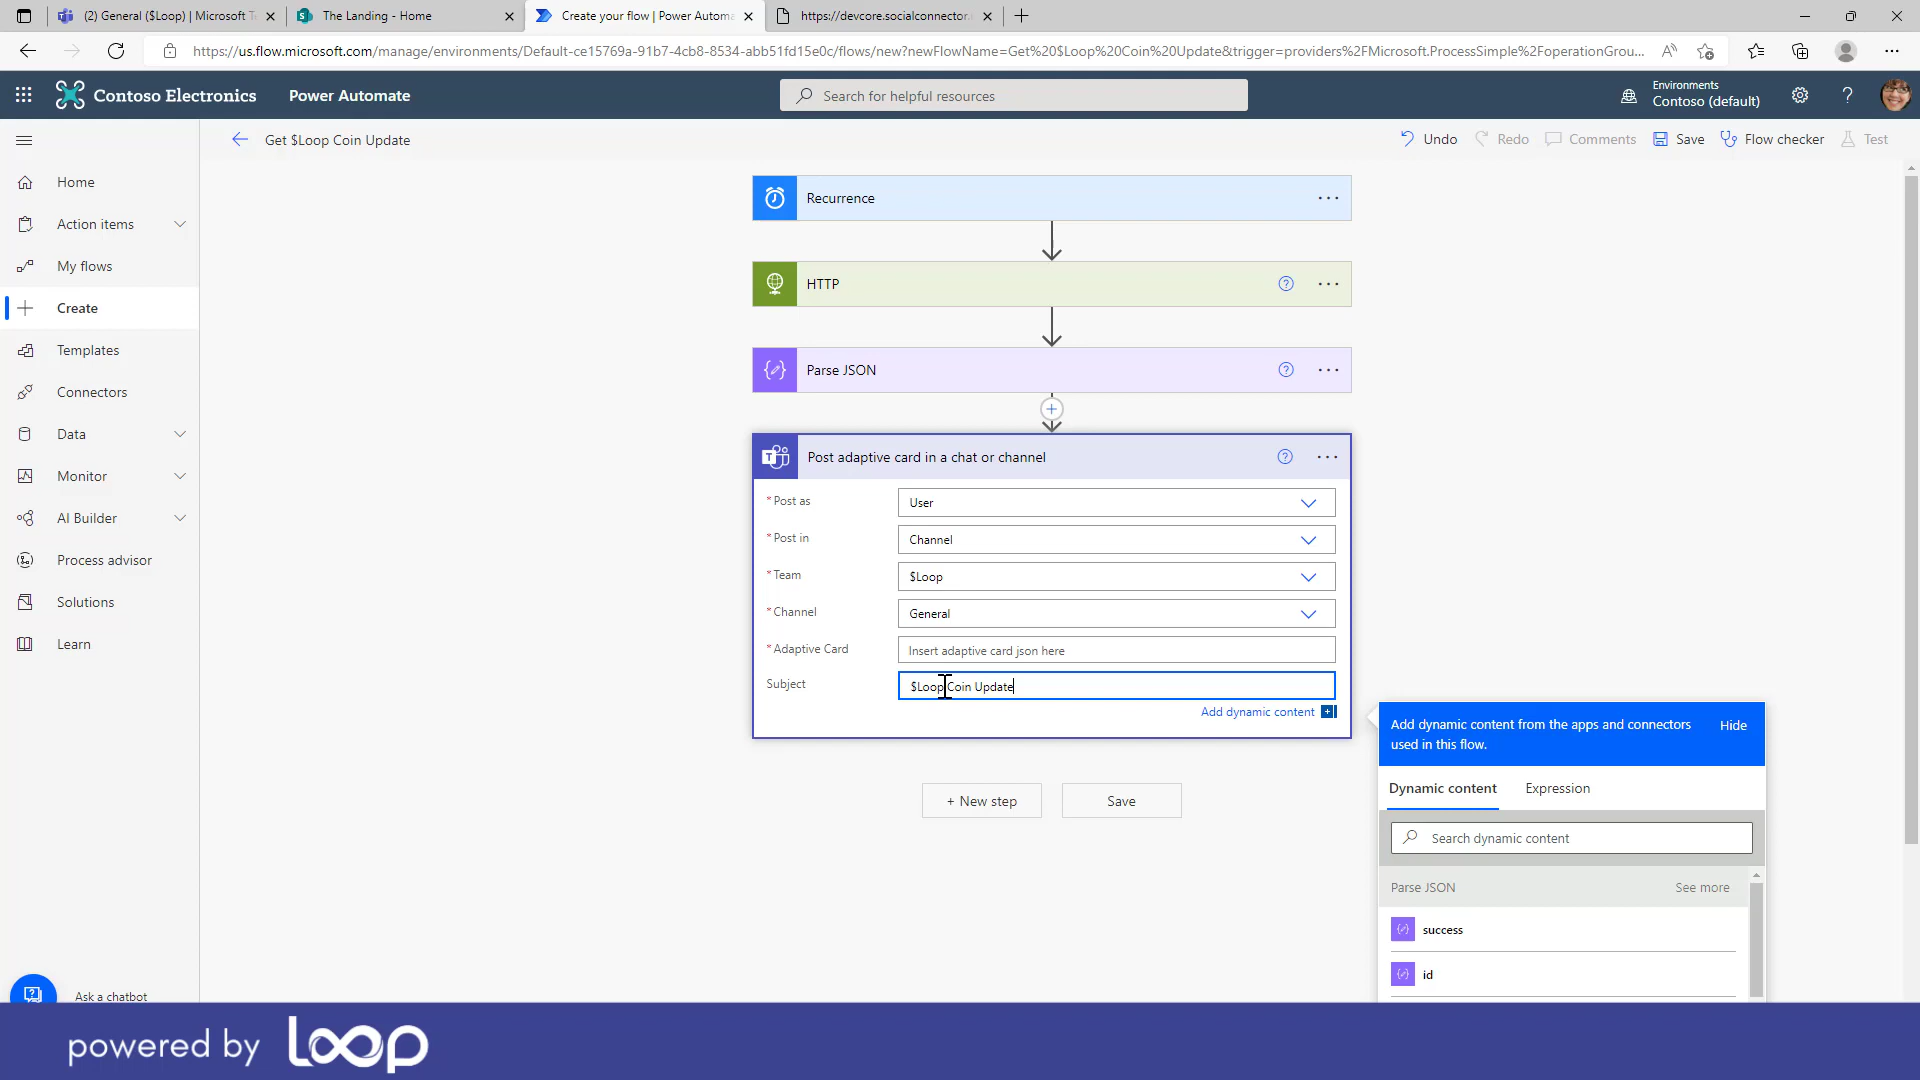 (2) General ($Loop) | Microsoft Te
The Landing - Home
Create your flow | Power Automa
https://devcore.socialconnector.
https://us.flow.microsoft.com/manage/environments/Default-ce15769a-91b7-4cb8-8534-abb51fd15e0c/flows/new?newFlowName=Get%20$Loop%20Coin%20Update&trigger=providers%2FMicrosoft.ProcessSimple%2FoperationGrou...
Contoso Electronics
Power Automate
Search for helpful resources
Environments
Contoso (default)
Get $Loop Coin Update
Undo
Redo
Comments
Save
Flow checker
Test
Home
Action items
My flows
Create
Templates
Connectors
Data
Monitor
AI Builder
Process advisor
Solutions
Learn
Ask a chatbot
Recurrence
HTTP
Parse JSON
Post adaptive card in a chat or channel
* Post as
User
* Post in
Channel
* Team
$Loop
* Channel
General
* Adaptive Card
Insert adaptive card json here
Subject
$Loop Coin Update
Add dynamic content
+ New step
Save
Add dynamic content from the apps and connectors
used in this flow.
Hide
Dynamic content
Expression
Search dynamic content
Parse JSON
See more
success
id
powered by loop